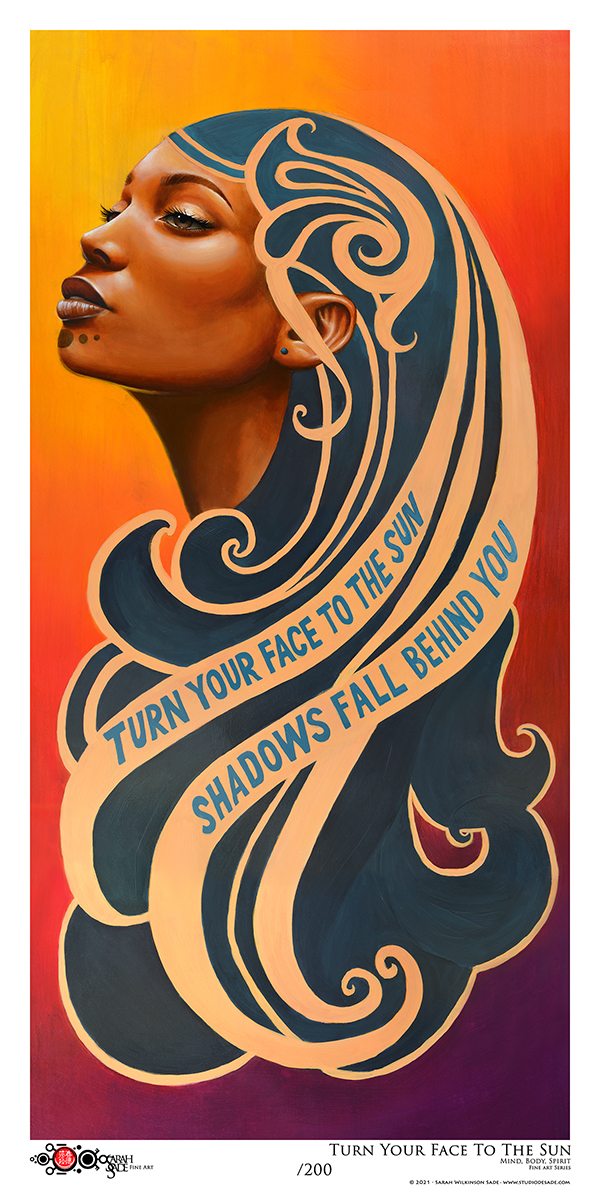 TURN YOUR FACE TO THE SUN
SHADOWS FALL BEHIND YOU
SARAH
SADE FINE ART
/200
TURN YOUR FACE TO THE SUN
MIND, BODY, SPIRIT
FINE ART SERIES
© 2021 - SARAH WILKINSON SADE - WWW.STUDIODESADE.COM